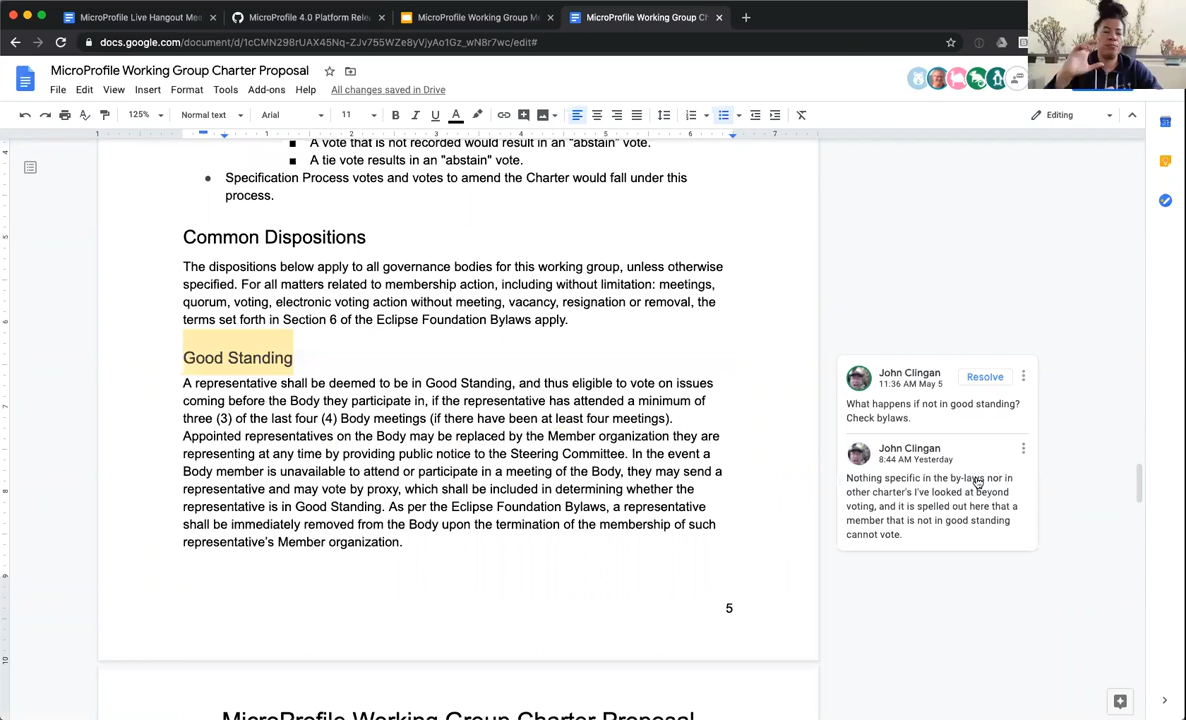 MicroProfile Live Hangout Mee
MicroProfile 4.0 Platform Rele
MicroProfile Working Group M
MicroProfile Working Group Ch
docs.google.com/document/d/1cCMN298rUAX45Nq-ZJv755WZe8yVjyAo1Gz_wN8r7wc/edit#
MicroProfile Working Group Charter Proposal
File Edit View Insert Format Tools Add-ons Help All changes saved in Drive
125% Normal text Arial 11 B I U A Editing
1 1 2 3 4 5 6 7
A vote that is not recorded would result in an "abstain" vote.
A tie vote results in an "abstain" vote.
Specification Process votes and votes to amend the Charter would fall under this
process.
Common Dispositions
The dispositions below apply to all governance bodies for this working group, unless otherwise
specified. For all matters related to membership action, including without limitation: meetings,
quorum, voting, electronic voting action without meeting, vacancy, resignation or removal, the
terms set forth in Section 6 of the Eclipse Foundation Bylaws apply.
Good Standing
A representative shall be deemed to be in Good Standing, and thus eligible to vote on issues
coming before the Body they participate in, if the representative has attended a minimum of
three (3) of the last four (4) Body meetings (if there have been at least four meetings).
Appointed representatives on the Body may be replaced by the Member organization they are
representing at any time by providing public notice to the Steering Committee. In the event a
Body member is unavailable to attend or participate in a meeting of the Body, they may send a
representative and may vote by proxy, which shall be included in determining whether the
representative is in Good Standing. As per the Eclipse Foundation Bylaws, a representative
shall be immediately removed from the Body upon the termination of the membership of such
representative's Member organization.
5
MicroProfile Working Group Charter Proposal
John Clingan
11:36 AM May 5
Resolve
What happens if not in good standing?
Check bylaws.
John Clingan
8:44 AM Yesterday
Nothing specific in the by-laws nor in
other charter's I've looked at beyond
voting, and it is spelled out here that a
member that is not in good standing
cannot vote.